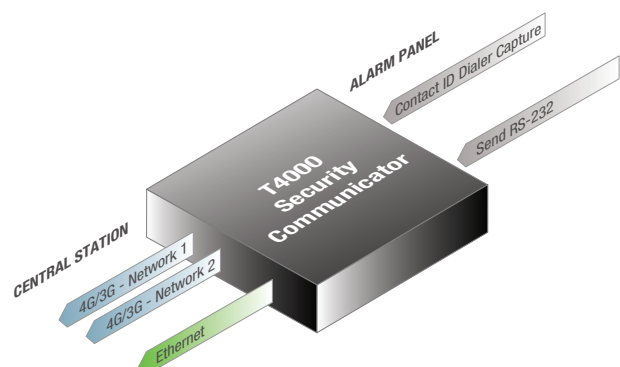 ALARM PANEL
Contact ID Dialer Capture
Send RS-232
T4000
Security
Communicator
CENTRAL STATION
4G/3G - Network 1
4G/3G - Network 2
Ethernet